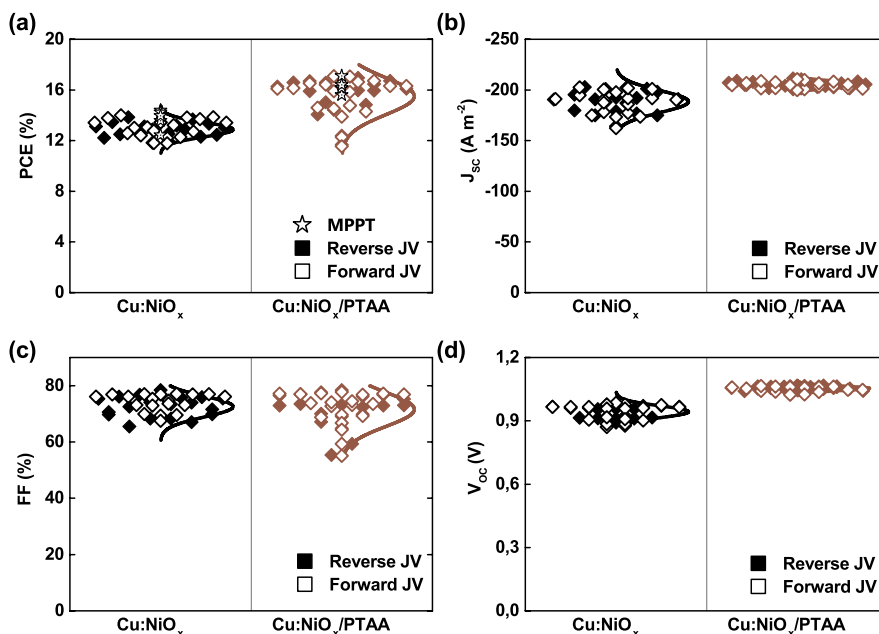 (a)
20
16
12
8
4
0
PCE (%)
MPPT
Reverse JV
Forward JV
Cu:NiOₓ
Cu:NiOₓ/PTAA
(b)
-250
-200
-150
-100
-50
0
J_SC (A m⁻²)
Reverse JV
Forward JV
Cu:NiOₓ
Cu:NiOₓ/PTAA
(c)
80
60
40
20
0
FF (%)
Reverse JV
Forward JV
Cu:NiOₓ
Cu:NiOₓ/PTAA
(d)
1,2
0,9
0,6
0,3
0,0
V_OC (V)
Reverse JV
Forward JV
Cu:NiOₓ
Cu:NiOₓ/PTAA